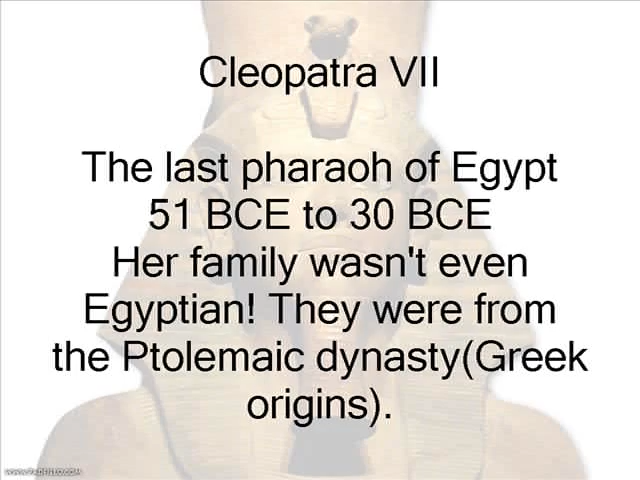 Cleopatra VII
The last pharaoh of Egypt
51 BCE to 30 BCE
Her family wasn't even
Egyptian! They were from
the Ptolemaic dynasty(Greek
origins).